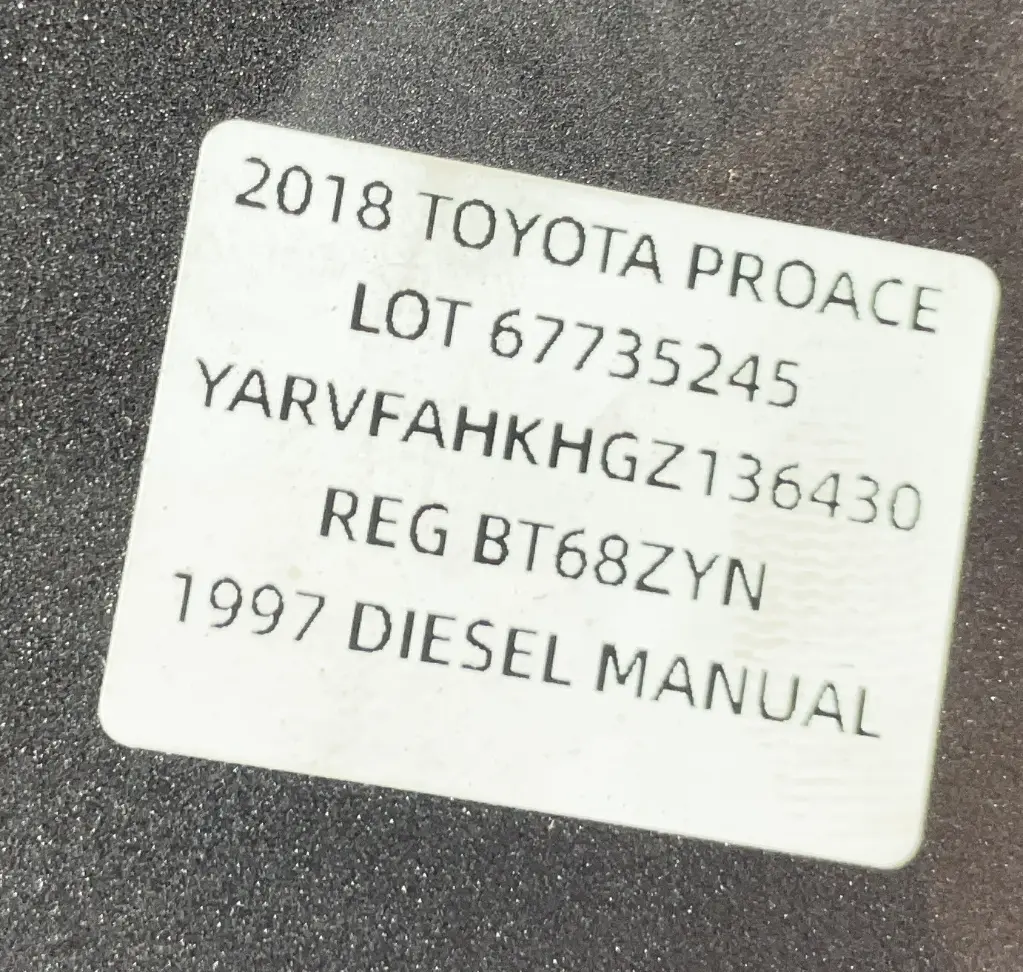 2018 TOYOTA PROACE
LOT 67735245
YARVFAHKHGZ136430
REG BT68ZYN
1997 DIESEL MANUAL